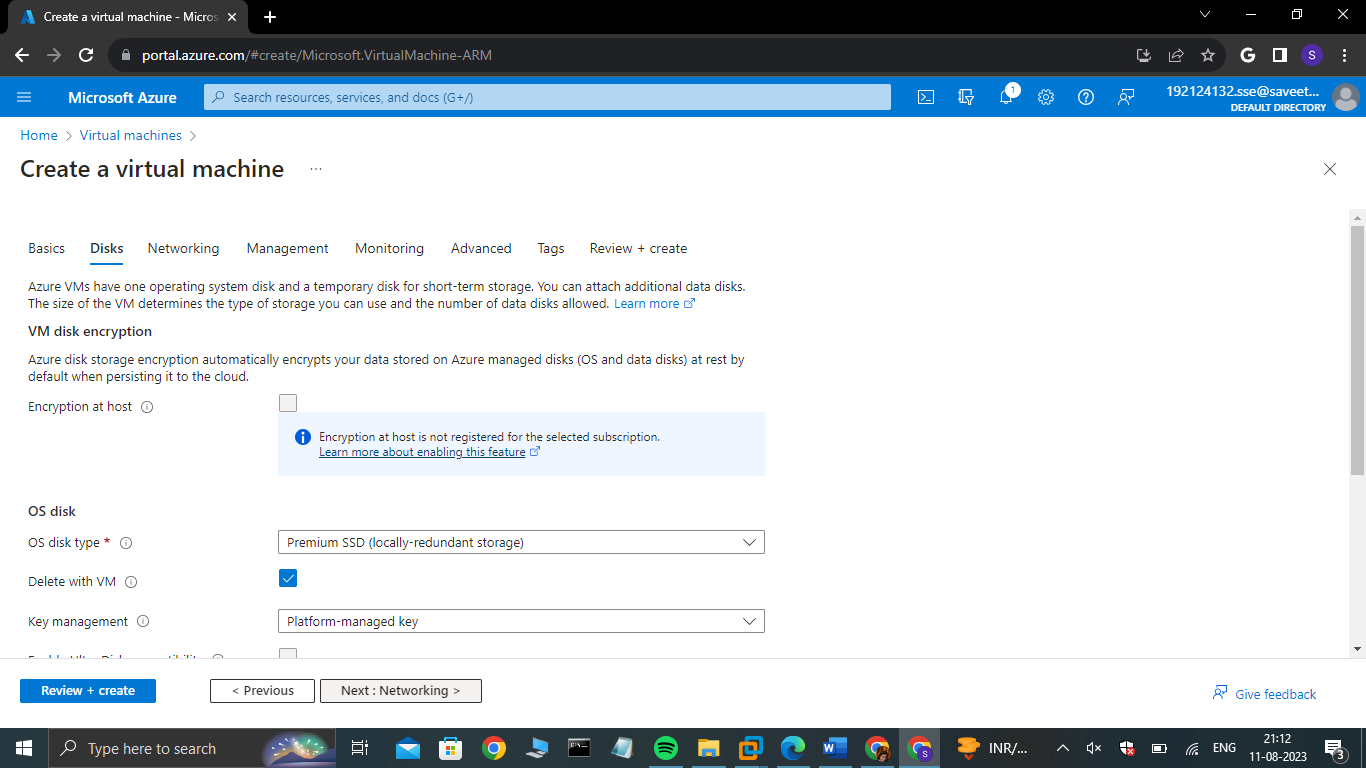 Create a virtual machine - Micros
portal.azure.com/#create/Microsoft.VirtualMachine-ARM
S
Microsoft Azure
Search resources, services, and docs (G+/)
1
192124132.sse@saveet...
DEFAULT DIRECTORY
Home > Virtual machines >
Create a virtual machine ...
Basics Disks Networking Management Monitoring Advanced Tags Review + create
Azure VMs have one operating system disk and a temporary disk for short-term storage. You can attach additional data disks.
The size of the VM determines the type of storage you can use and the number of data disks allowed. Learn more
VM disk encryption
Azure disk storage encryption automatically encrypts your data stored on Azure managed disks (OS and data disks) at rest by
default when persisting it to the cloud.
Encryption at host
Encryption at host is not registered for the selected subscription.
Learn more about enabling this feature
OS disk
OS disk type *
Premium SSD (locally-redundant storage)
Delete with VM
Key management
Platform-managed key
Review + create < Previous Next : Networking > Give feedback
Type here to search
INR/...
ENG
21:12
11-08-2023
3